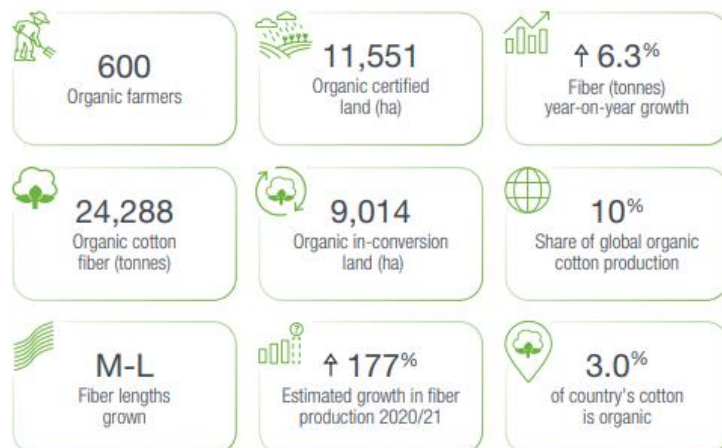 600
Organic farmers
11,551
Organic certified
land (ha)
↑ 6.3%
Fiber (tonnes)
year-on-year growth
24,288
Organic cotton
fiber (tonnes)
9,014
Organic in-conversion
land (ha)
10%
Share of global organic
cotton production
M-L
Fiber lengths
grown
?
↑ 177%
Estimated growth in fiber
production 2020/21
3.0%
of country's cotton
is organic